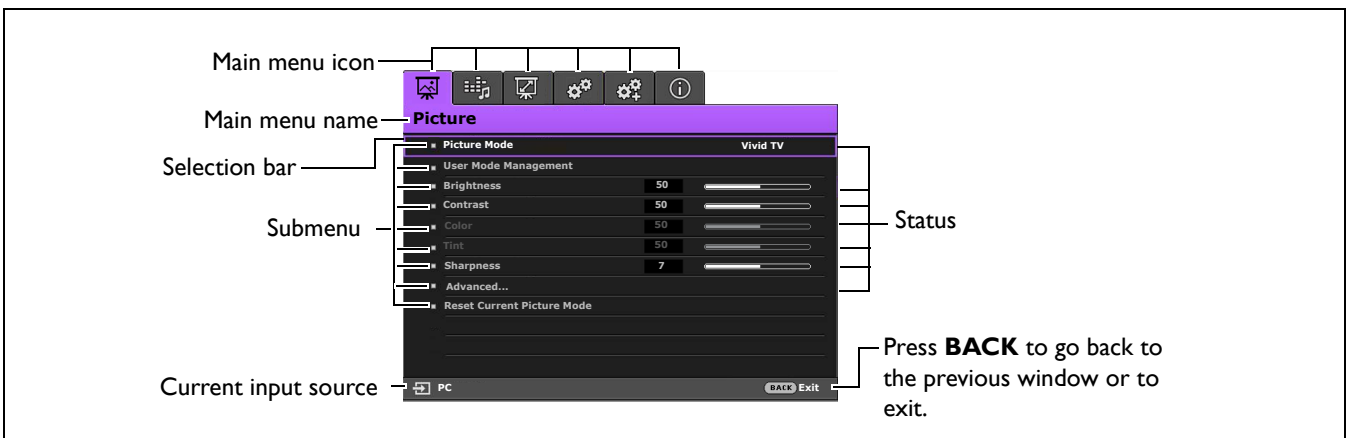 Main menu icon
Main menu name
Picture
Selection bar
Picture Mode Vivid TV
User Mode Management
Brightness 50
Contrast 50
Submenu
Color 50
Status
Tint 50
Sharpness 7
Advanced...
Reset Current Picture Mode
Current input source
PC
BACK Exit
Press BACK to go back to
the previous window or to
exit.